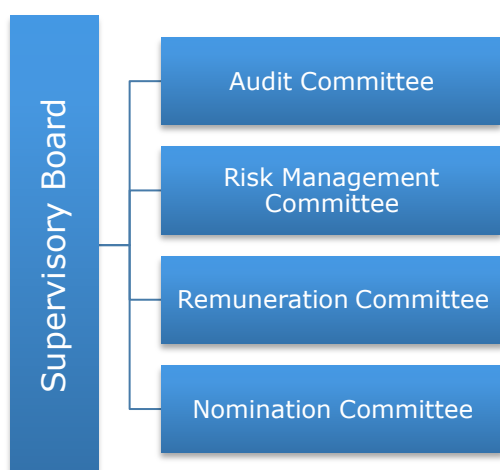 Supervisory Board
Audit Committee
Risk Management
Committee
Remuneration Committee
Nomination Committee